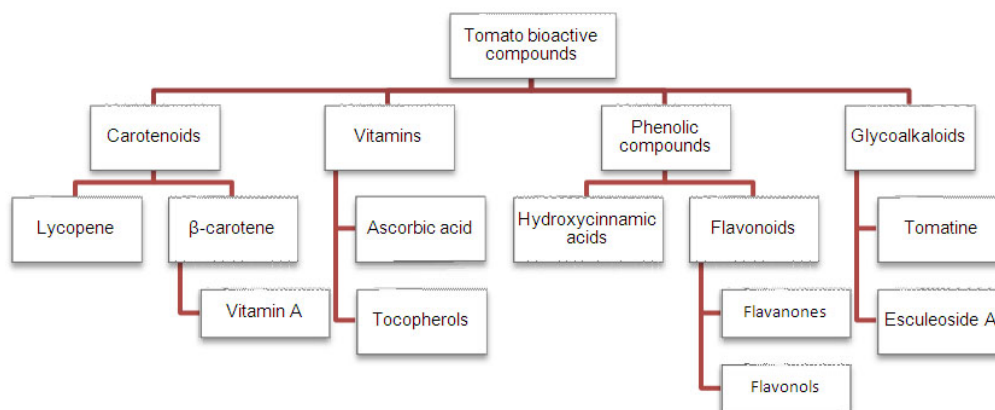 Tomato bioactive
compounds
Carotenoids
Vitamins
Phenolic
compounds
Glycoalkaloids
Lycopene
β-carotene
Ascorbic acid
Hydroxycinnamic
acids
Flavonoids
Tomatine
Vitamin A
Tocopherols
Flavanones
Esculeoside A
Flavonols